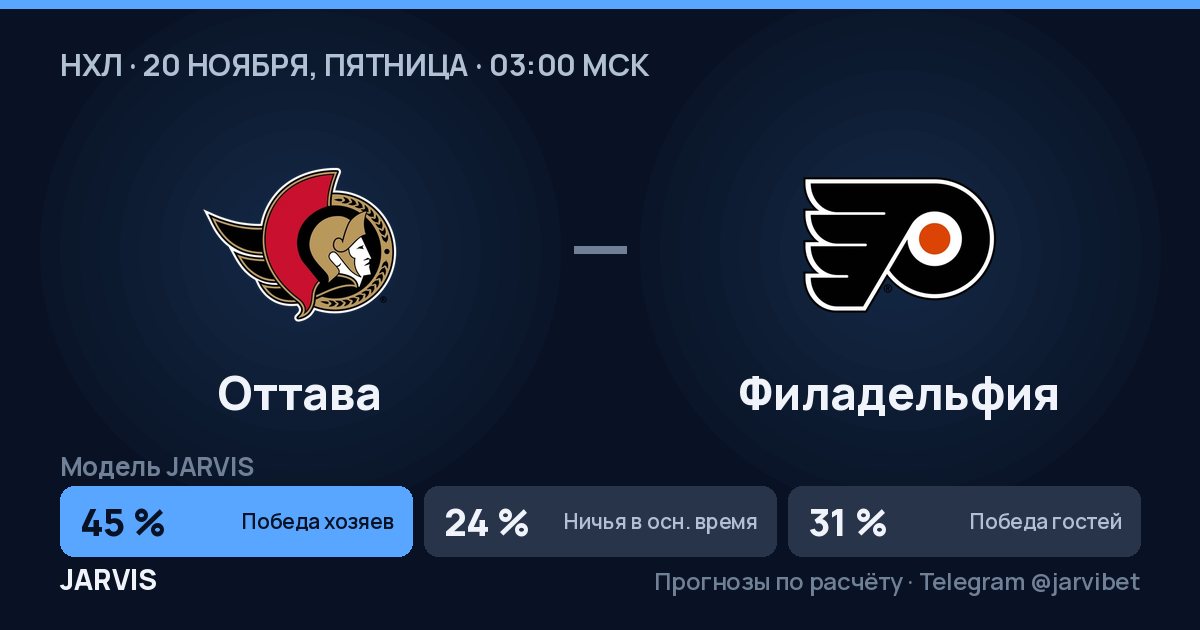 НХЛ · 20 НОЯБРЯ, ПЯТНИЦА · 03:00 МСК
—
Оттава
Филадельфия
Модель JARVIS
45 % Победа хозяев
24 % Ничья в осн. время
31 % Победа гостей
JARVIS
Прогнозы по расчёту · Telegram @jarvibet